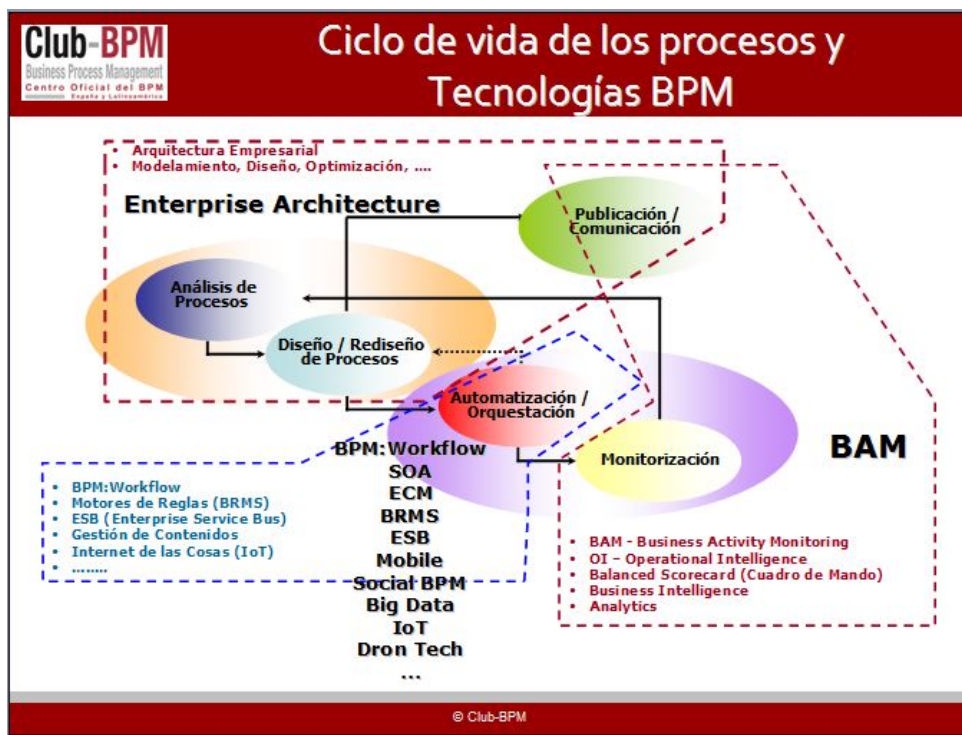 Club-BPM
Business Process Management
Centro Oficial del BPM
España y Latinoamérica
Ciclo de vida de los procesos y
Tecnologías BPM
• Arquitectura Empresarial
• Modelamiento, Diseño, Optimización, ....
Enterprise Architecture
Publicación /
Comunicación
Análisis de
Procesos
Diseño / Rediseño
de Procesos
Automatización /
Orquestación
Monitorización
BAM
BPM:Workflow
SOA
ECM
BRMS
ESB
Mobile
Social BPM
Big Data
IoT
Dron Tech
...
• BPM:Workflow
• Motores de Reglas (BRMS)
• ESB (Enterprise Service Bus)
• Gestión de Contenidos
• Internet de las Cosas (IoT)
• ........
• BAM - Business Activity Monitoring
• OI – Operational Intelligence
• Balanced Scorecard (Cuadro de Mando)
• Business Intelligence
• Analytics
© Club-BPM